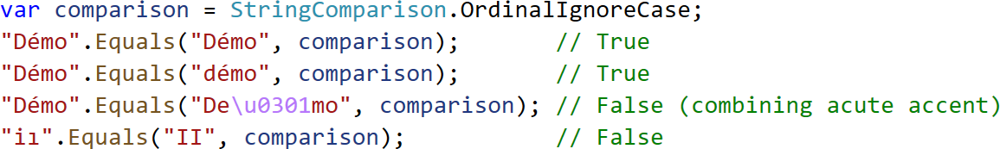 var comparison = StringComparison.OrdinalIgnoreCase;
"Démo".Equals("Démo", comparison);       // True
"Démo".Equals("démo", comparison);       // True
"Démo".Equals("De\u0301mo", comparison); // False (combining acute accent)
"iı".Equals("II", comparison);           // False